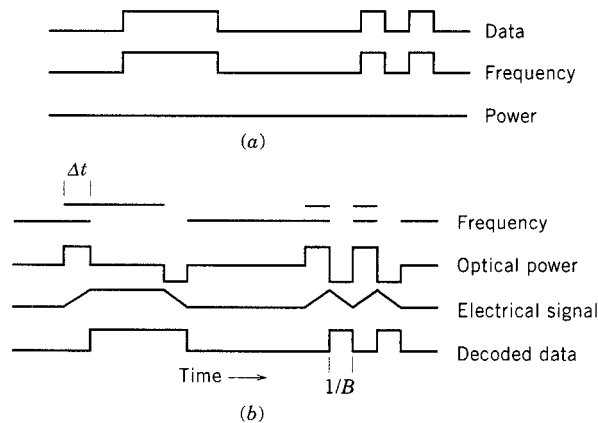 Data
Frequency
Power
(a)
Δt
Frequency
Optical power
Electrical signal
Decoded data
Time →
1/B
(b)